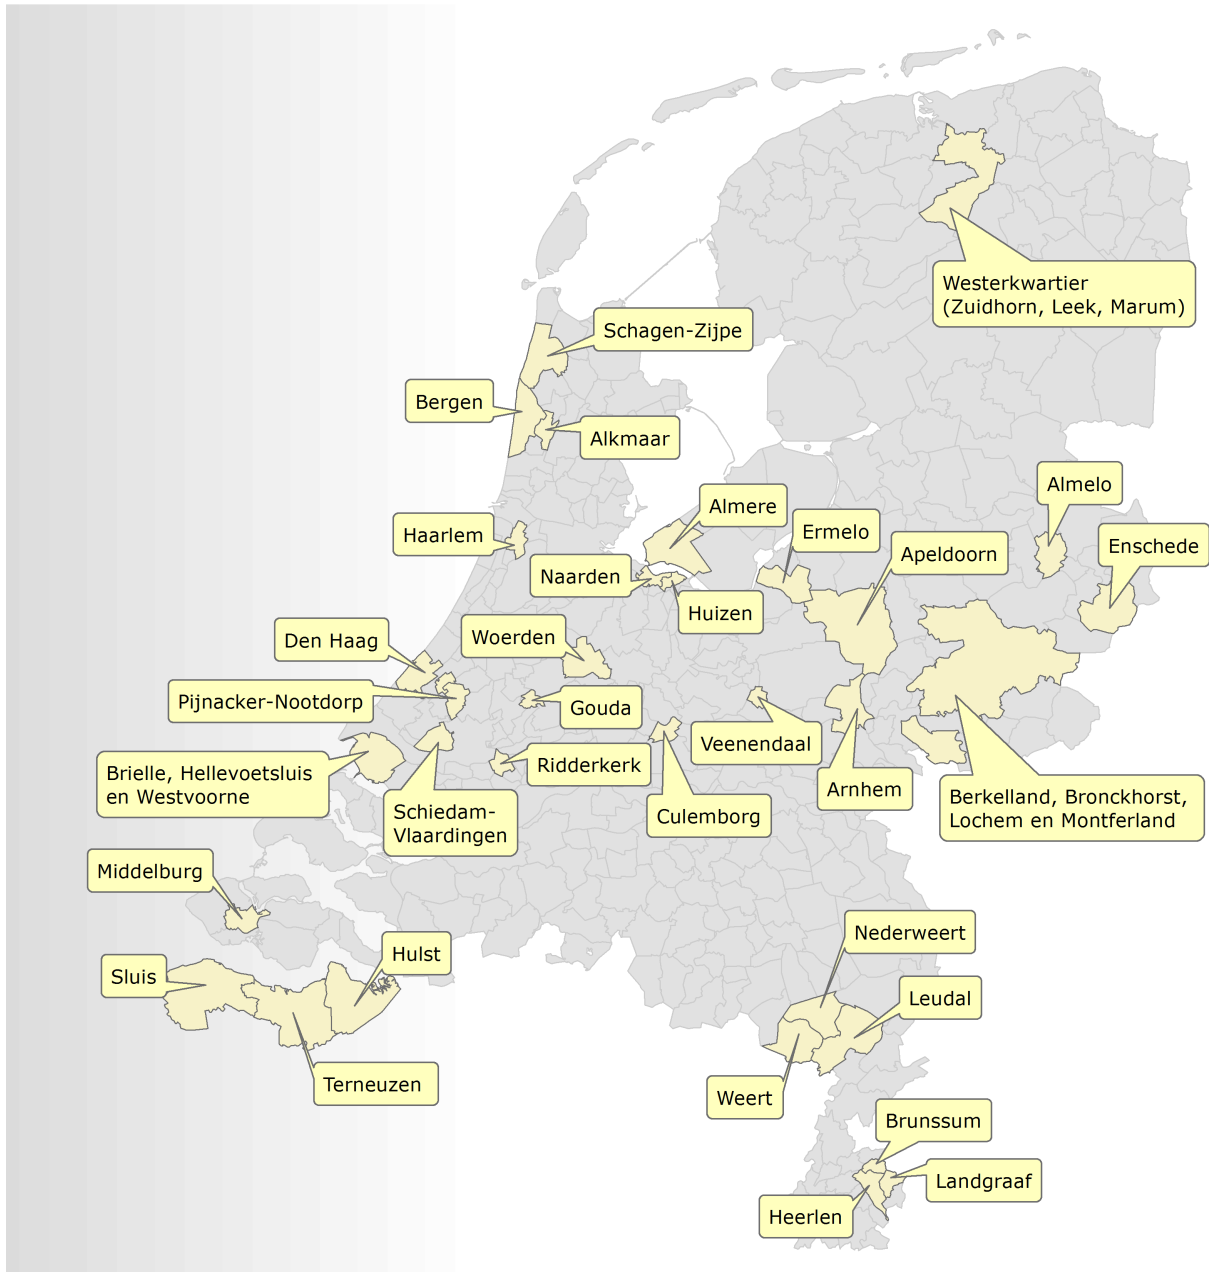 Westerkwartier
(Zuidhorn, Leek, Marum)
Schagen-Zijpe
Bergen
Alkmaar
Almelo
Almere
Ermelo
Haarlem
Enschede
Apeldoorn
Naarden
Huizen
Woerden
Den Haag
Pijnacker-Nootdorp
Gouda
Veenendaal
Ridderkerk
Brielle, Hellevoetsluis
en Westvoorne
Arnhem
Berkelland, Bronckhorst,
Lochem en Montferland
Schiedam-
Vlaardingen
Culemborg
Middelburg
Nederweert
Hulst
Sluis
Leudal
Terneuzen
Weert
Brunssum
Landgraaf
Heerlen